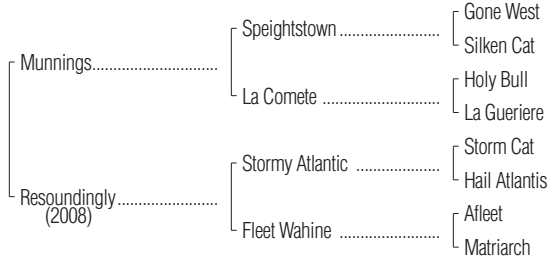 Gone West
Speightstown
Silken Cat
Munnings
Holy Bull
La Comete
La Gueriere
Storm Cat
Stormy Atlantic
Hail Atlantis
Resoundingly
(2008)
Afleet
Fleet Wahine
Matriarch